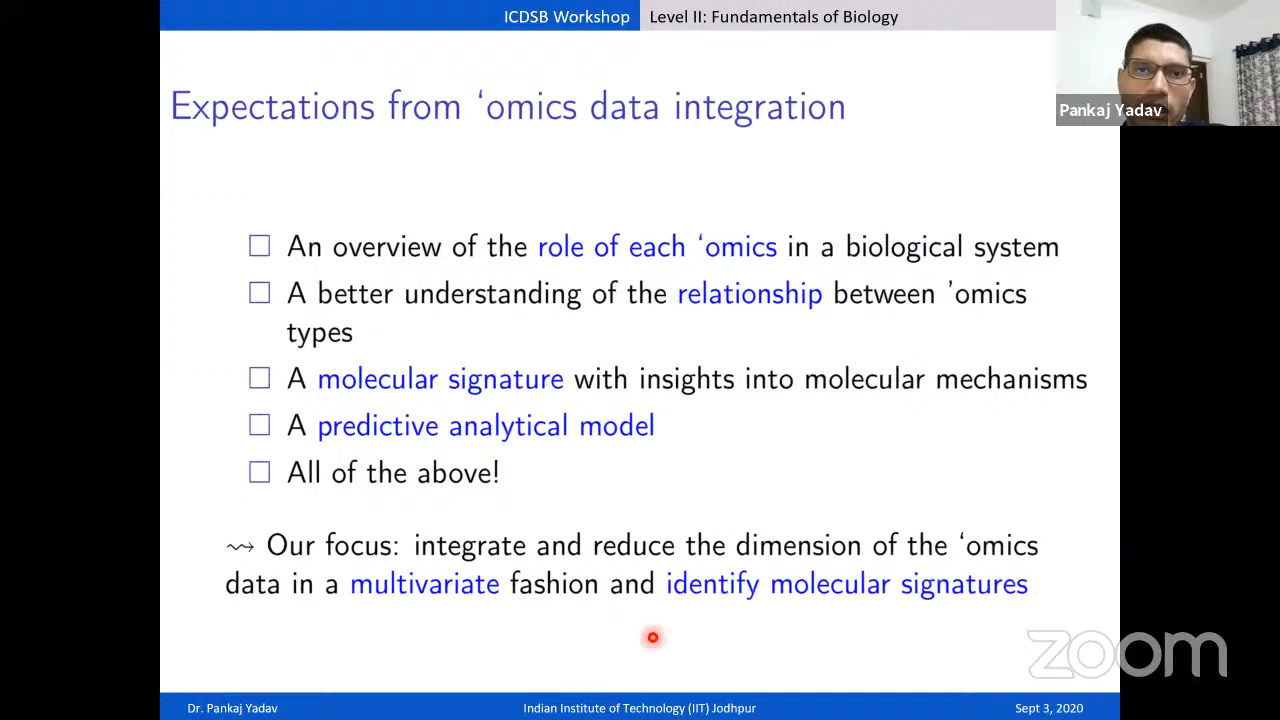 ICDSB Workshop Level II: Fundamentals of Biology
Expectations from ‘omics data integration
Pankaj Yadav
An overview of the role of each ‘omics in a biological system
A better understanding of the relationship between ’omics
types
A molecular signature with insights into molecular mechanisms
A predictive analytical model
All of the above!
⇝ Our focus: integrate and reduce the dimension of the ‘omics
data in a multivariate fashion and identify molecular signatures
zoom
Dr. Pankaj Yadav Indian Institute of Technology (IIT) Jodhpur Sept 3, 2020